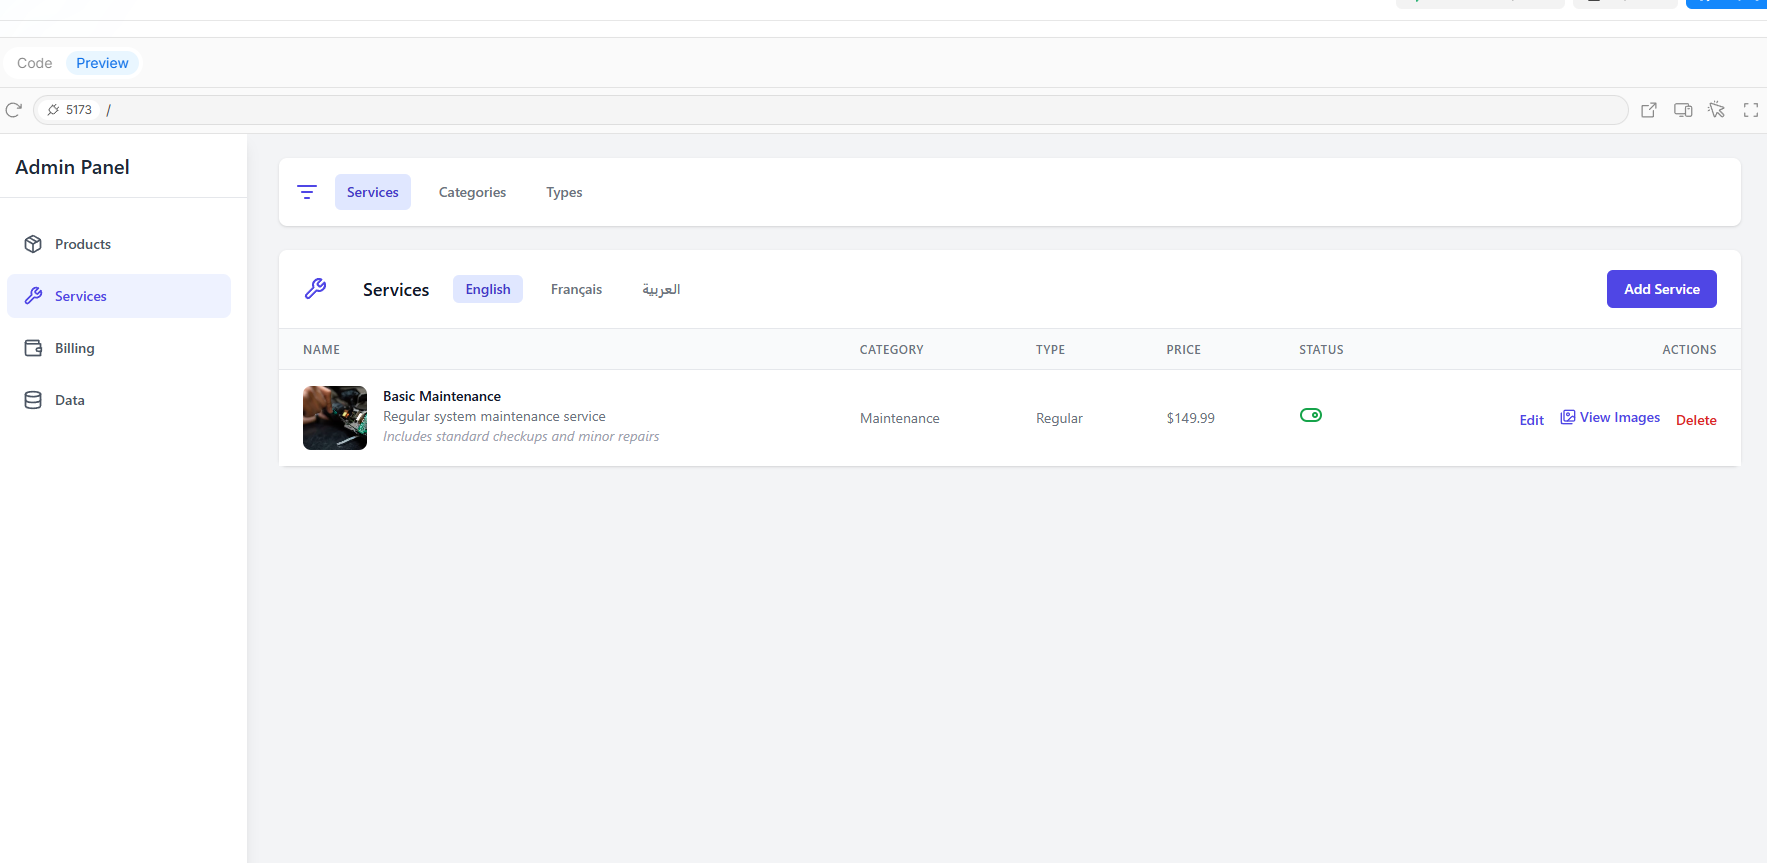 Code Preview
5173 /
Admin Panel
Products
Services
Billing
Data
Services Categories Types
Services English Français العربية Add Service
NAME CATEGORY TYPE PRICE STATUS ACTIONS
Basic Maintenance
Regular system maintenance service
Includes standard checkups and minor repairs
Maintenance Regular $149.99 Edit View Images Delete